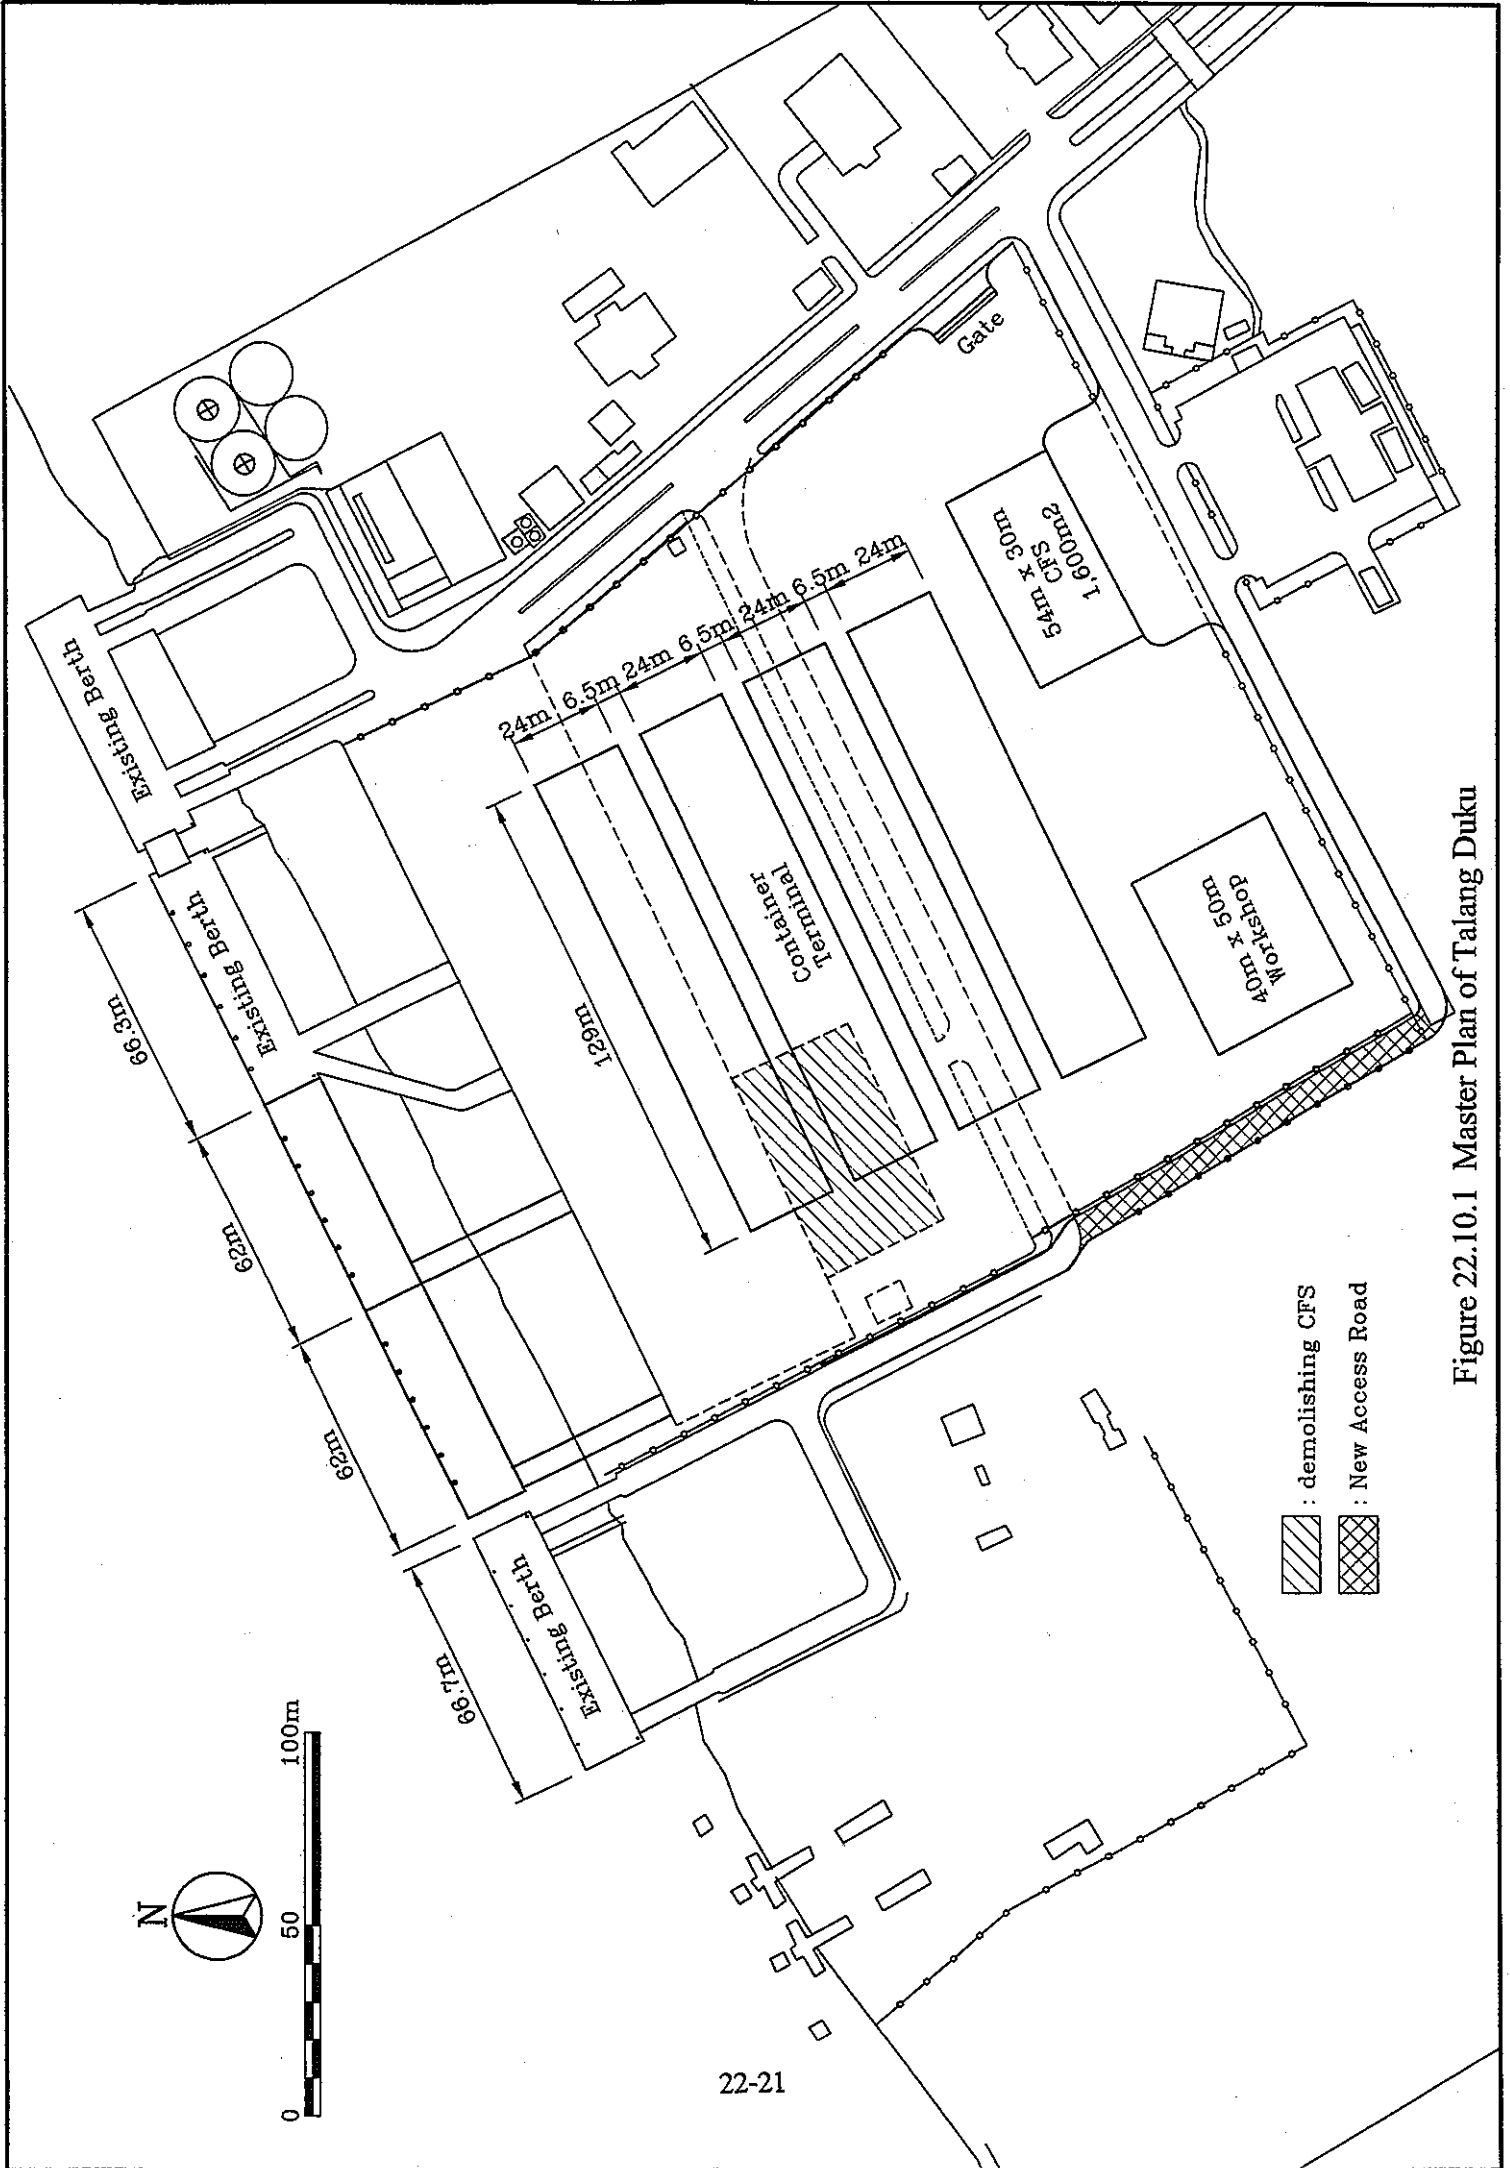 N
0
50
100m
Existing Berth
Existing Berth
Existing Berth
66.7m
62m
62m
66.3m
129m
24m
6.5m
24m
6.5m
24m
6.5m
24m
Container
Terminal
Gate
54m x 30m
CFS
1,600m2
40m x 50m
Workshop
: demolishing CFS
: New Access Road
Figure 22.10.1 Master Plan of Talang Duku
22-21